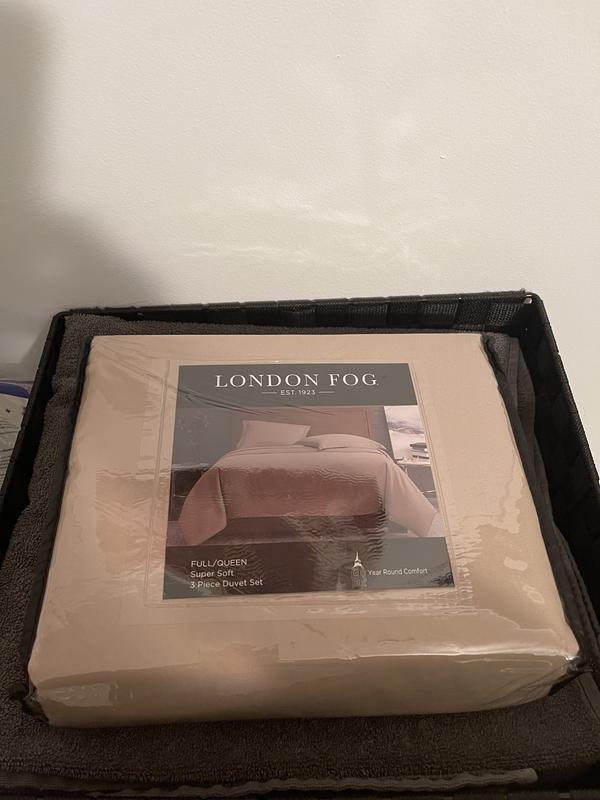 LONDON FOG
EST. 1923
FULL/QUEEN
Super Soft
3 Piece Duvet Set
Year Round Comfort